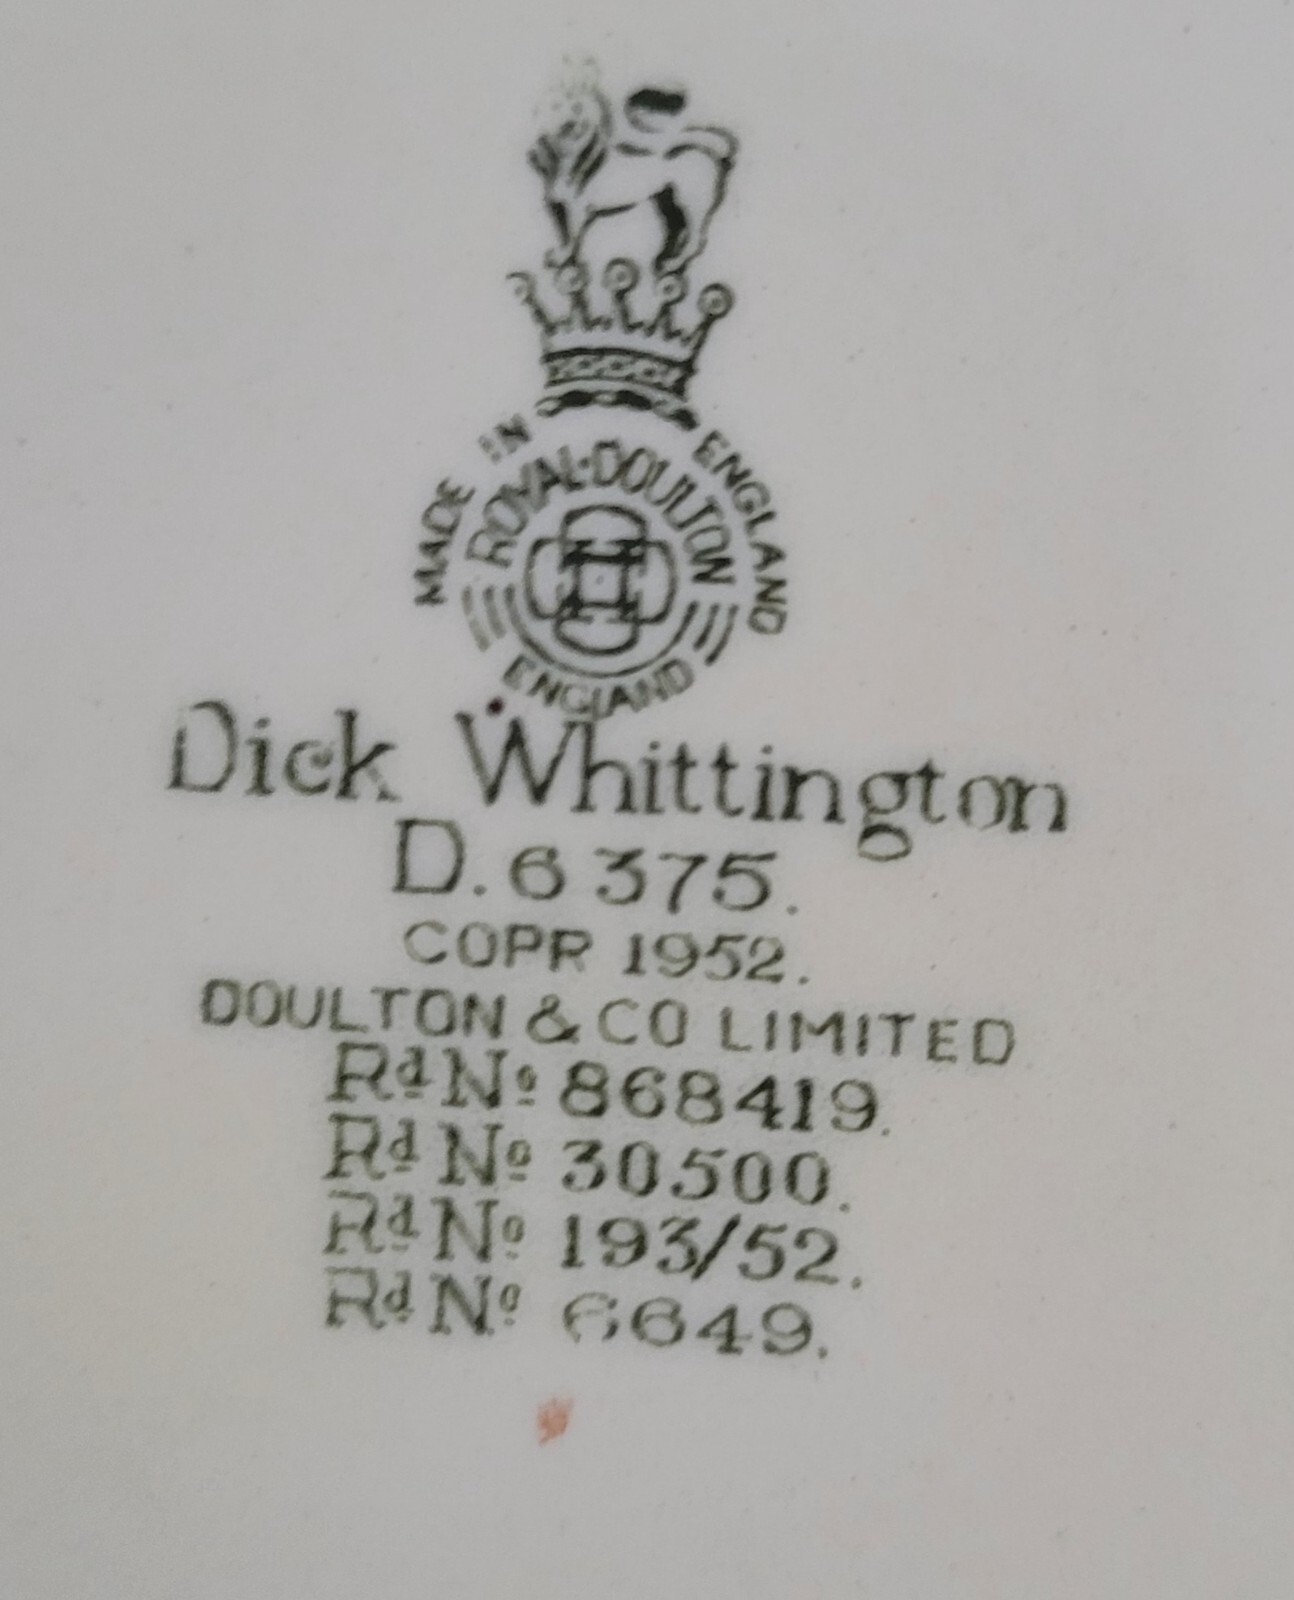 MADE IN ENGLAND
ROYAL·DOULTON
ENGLAND
Dick Whittington
D.6375.
COPR 1952.
DOULTON & CO LIMITED
Rd No 868419.
Rd No 30500.
Rd No 193/52.
Rd No 6649.